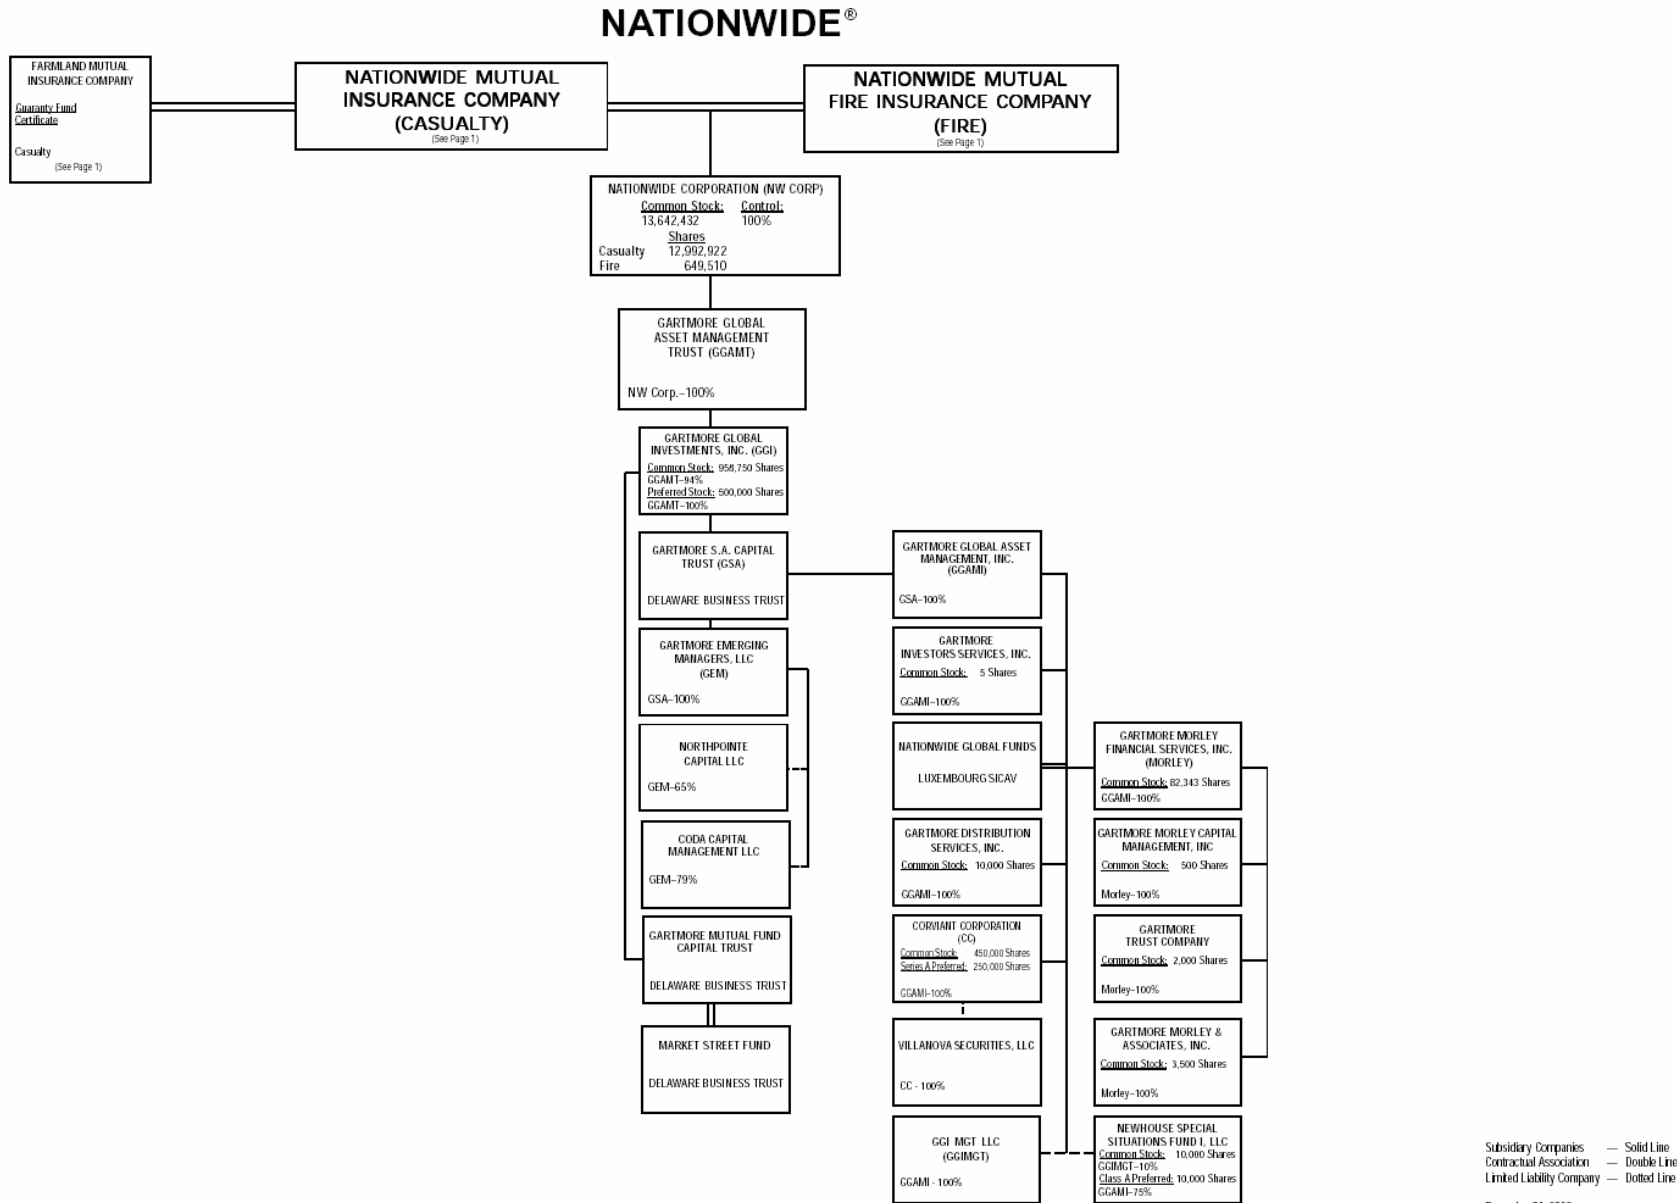 NATIONWIDE®
FARMLAND MUTUAL
INSURANCE COMPANY
Guaranty Fund
Certificate
Casualty
(See Page 1)
NATIONWIDE MUTUAL
INSURANCE COMPANY
(CASUALTY)
(See Page 1)
NATIONWIDE MUTUAL
FIRE INSURANCE COMPANY
(FIRE)
(See Page 1)
NATIONWIDE CORPORATION (NW CORP)
Common Stock: Control:
13,642,432 100%
Shares
Casualty 12,992,922
Fire 649,510
GARTMORE GLOBAL
ASSET MANAGEMENT
TRUST (GGAMT)
NW Corp.–100%
GARTMORE GLOBAL
INVESTMENTS, INC. (GGI)
Common Stock: 958,750 Shares
GGAMT–94%
Preferred Stock: 500,000 Shares
GGAMT–100%
GARTMORE S.A. CAPITAL
TRUST (GSA)
DELAWARE BUSINESS TRUST
GARTMORE EMERGING
MANAGERS, LLC
(GEM)
GSA–100%
NORTHPOINTE
CAPITAL LLC
GEM–65%
CODA CAPITAL
MANAGEMENT LLC
GEM–79%
GARTMORE MUTUAL FUND
CAPITAL TRUST
DELAWARE BUSINESS TRUST
MARKET STREET FUND
DELAWARE BUSINESS TRUST
GARTMORE GLOBAL ASSET
MANAGEMENT, INC.
(GGAMI)
GSA–100%
GARTMORE
INVESTORS SERVICES, INC.
Common Stock: 5 Shares
GGAMI–100%
NATIONWIDE GLOBAL FUNDS
LUXEMBOURG SICAV
GARTMORE DISTRIBUTION
SERVICES, INC.
Common Stock: 10,000 Shares
GGAMI–100%
CORVIANT CORPORATION
(CC)
Common Stock: 450,000 Shares
Series A Preferred: 250,000 Shares
GGAMI–100%
VILLANOVA SECURITIES, LLC
CC - 100%
GGI MGT LLC
(GGIMGT)
GGAMI - 100%
GARTMORE MORLEY
FINANCIAL SERVICES, INC.
(MORLEY)
Common Stock: 82,343 Shares
GGAMI–100%
GARTMORE MORLEY CAPITAL
MANAGEMENT, INC
Common Stock: 500 Shares
Morley–100%
GARTMORE
TRUST COMPANY
Common Stock: 2,000 Shares
Morley–100%
GARTMORE MORLEY &
ASSOCIATES, INC.
Common Stock: 3,500 Shares
Morley–100%
NEWHOUSE SPECIAL
SITUATIONS FUND I, LLC
Common Stock: 10,000 Shares
GGIMGT–10%
Class A Preferred: 10,000 Shares
GGAMI–75%
Subsidiary Companies — Solid Line
Contractual Association — Double Line
Limited Liability Company — Dotted Line